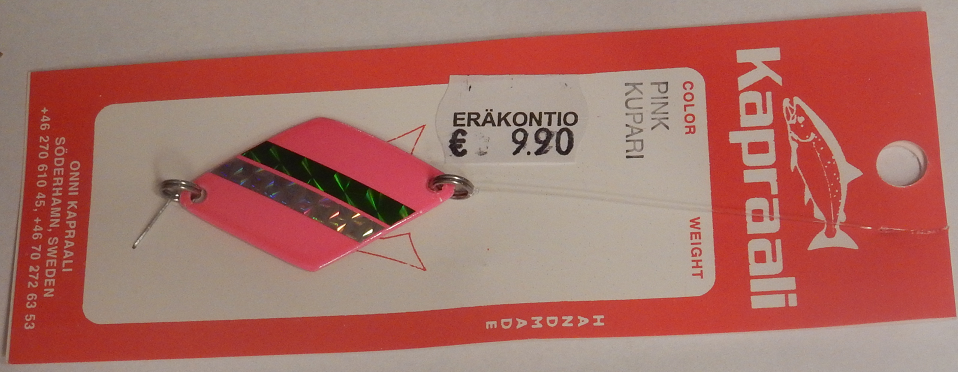 Kapraali
COLOR
WEIGHT
PINK
KUPARI
ERÄKONTIO
€ 9.20
HANDMADE
ONNI KAPRAALI
SÖDERHAMN, SWEDEN
+46 270 610 45, +46 70 272 63 53